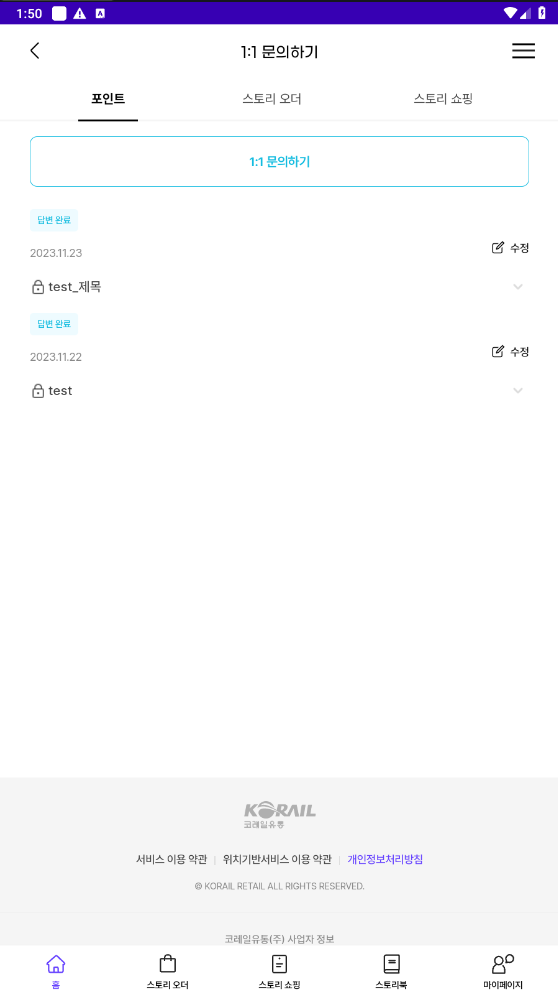 1:50
1:1 문의하기
포인트 스토리 오더 스토리 쇼핑
1:1 문의하기
답변 완료
2023.11.23 수정
test_제목
답변 완료
2023.11.22 수정
test
KORAIL
코레일유통
서비스 이용 약관 | 위치기반서비스 이용 약관 | 개인정보처리방침
© KORAIL RETAIL ALL RIGHTS RESERVED.
코레일유통(주) 사업자 정보
홈 스토리 오더 스토리 쇼핑 스토리북 마이페이지